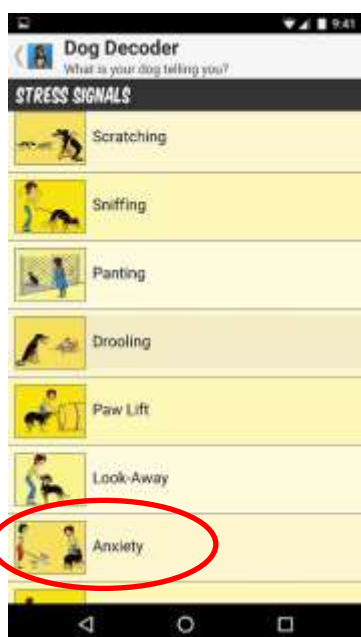 9:41
Dog Decoder
What is your dog telling you?
STRESS SIGNALS
Scratching
Sniffing
Panting
Drooling
Paw Lift
Look-Away
Anxiety